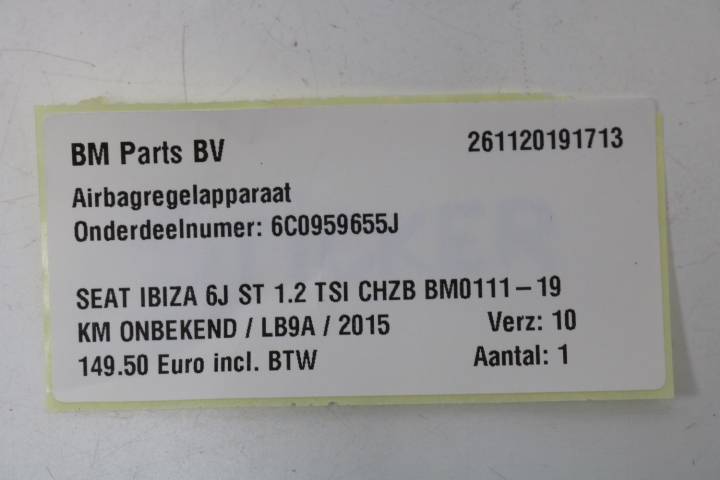 BM Parts BV 261120191713
Airbagregelapparaat
Onderdeelnumer: 6C0959655J
SEAT IBIZA 6J ST 1.2 TSI CHZB BM0111-19
KM ONBEKEND / LB9A / 2015 Verz: 10
149.50 Euro incl. BTW Aantal: 1